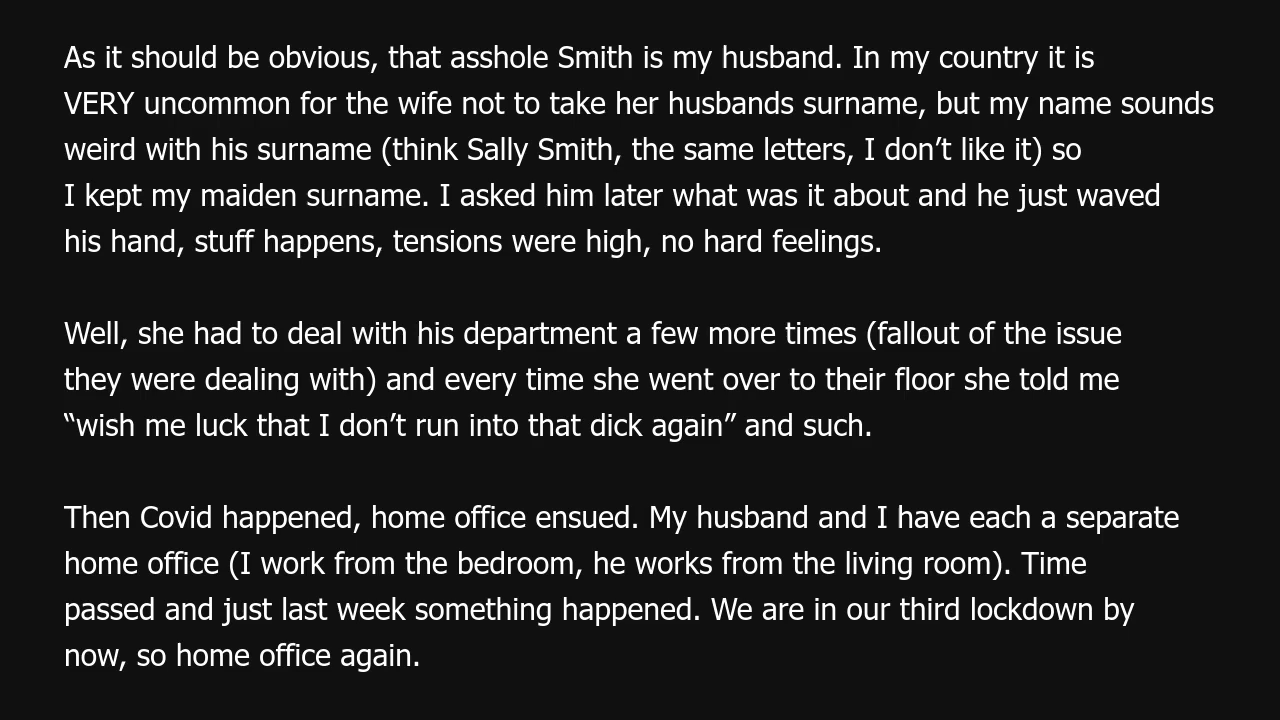 As it should be obvious, that asshole Smith is my husband. In my country it is
VERY uncommon for the wife not to take her husbands surname, but my name sounds
weird with his surname (think Sally Smith, the same letters, I don’t like it) so
I kept my maiden surname. I asked him later what was it about and he just waved
his hand, stuff happens, tensions were high, no hard feelings.
Well, she had to deal with his department a few more times (fallout of the issue
they were dealing with) and every time she went over to their floor she told me
“wish me luck that I don’t run into that dick again” and such.
Then Covid happened, home office ensued. My husband and I have each a separate
home office (I work from the bedroom, he works from the living room). Time
passed and just last week something happened. We are in our third lockdown by
now, so home office again.